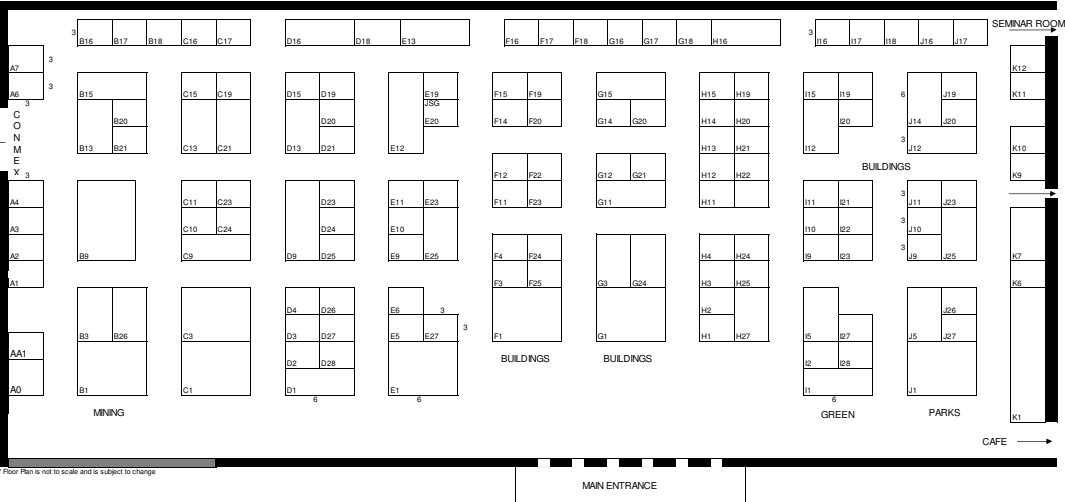 SEMINAR ROOM
3 B16 B17 B18 C16 C17 D16 D18 E13 F16 F17 F18 G16 G17 G18 H16 3 I16 I17 I18 J16 J17
A7 3 K12
A6 3 B15 C15 C19 D15 D19 E19 F15 F19 G15 H15 H19 I15 I19 6 J19 K11
3 JSG
CONMEX
B20 D20 E20 F14 F20 G14 G20 H14 H20 I20 J14 J20
B13 B21 C13 C21 D13 D21 E12 H13 H21 I12 3 J12 K10
BUILDINGS
3 F12 F22 G12 G21 H12 H22 K9
A4 C11 C23 D23 E11 E23 F11 F23 G11 H11 I11 I21 3 J11 J23
A3 C10 C24 D24 E10 I10 I22 3 J10
A2 B9 C9 D9 D25 E9 E25 F4 F24 H4 H24 I9 I23 3 J9 J25 K7
A1 F3 F25 G3 G24 H3 H25 K6
D4 D26 E6 3 H2 J26
3
B3 B26 C3 D3 D27 E5 E27 F1 G1 H1 H27 I5 I27 J5 J27
AA1 BUILDINGS BUILDINGS
D2 D28 I2 I28
A0 B1 C1 D1 E1 I1 J1
6 6 6
MINING GREEN PARKS K1
CAFE
* Floor Plan is not to scale and is subject to change
MAIN ENTRANCE